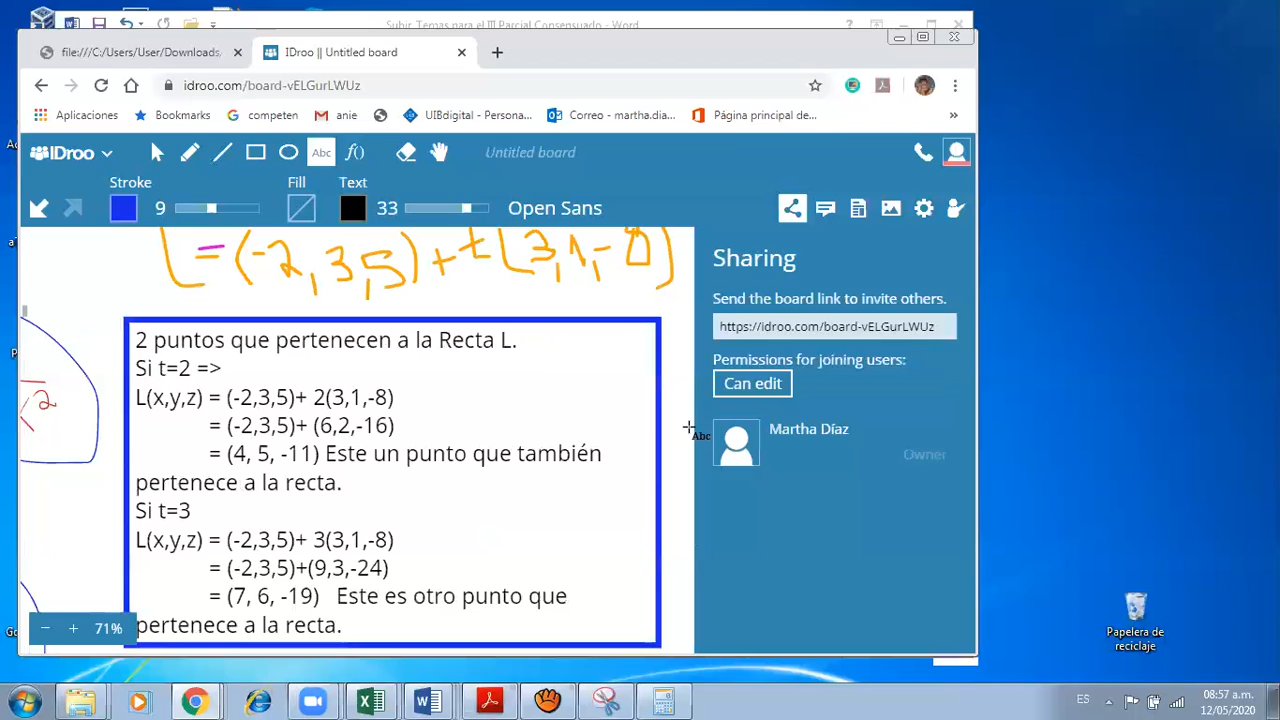 Subir Temas para el III Parcial Consensuado - Word
file:///C:/Users/User/Downloads
IDroo || Untitled board
idroo.com/board-vELGurLWUz
Aplicaciones
Bookmarks
competen
anie
UIBdigital - Persona...
Correo - martha.dia...
Página principal de...
»
IDroo
Abc
f()
Untitled board
Stroke
Fill
Text
9
33
Open Sans
L=(-2,3,5)+t(3,1,-8)
Sharing
Send the board link to invite others.
https://idroo.com/board-vELGurLWUz
Permissions for joining users:
Can edit
Martha Díaz
Owner
Abc
2
2 puntos que pertenecen a la Recta L.
Si t=2 =>
L(x,y,z) = (-2,3,5)+ 2(3,1,-8)
= (-2,3,5)+ (6,2,-16)
= (4, 5, -11) Este un punto que también
pertenece a la recta.
Si t=3
L(x,y,z) = (-2,3,5)+ 3(3,1,-8)
= (-2,3,5)+(9,3,-24)
= (7, 6, -19) Este es otro punto que
pertenece a la recta.
− + 71%
Papelera de
reciclaje
ES
08:57 a.m.
12/05/2020